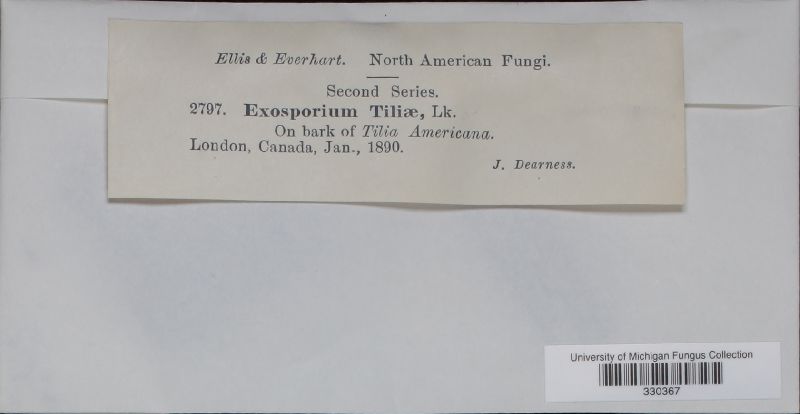 Ellis & Everhart. North American Fungi.
Second Series.
2797. Exosporium Tiliæ, Lk.
On bark of Tilia Americana.
London, Canada, Jan., 1890.
J. Dearness.
University of Michigan Fungus Collection
330367